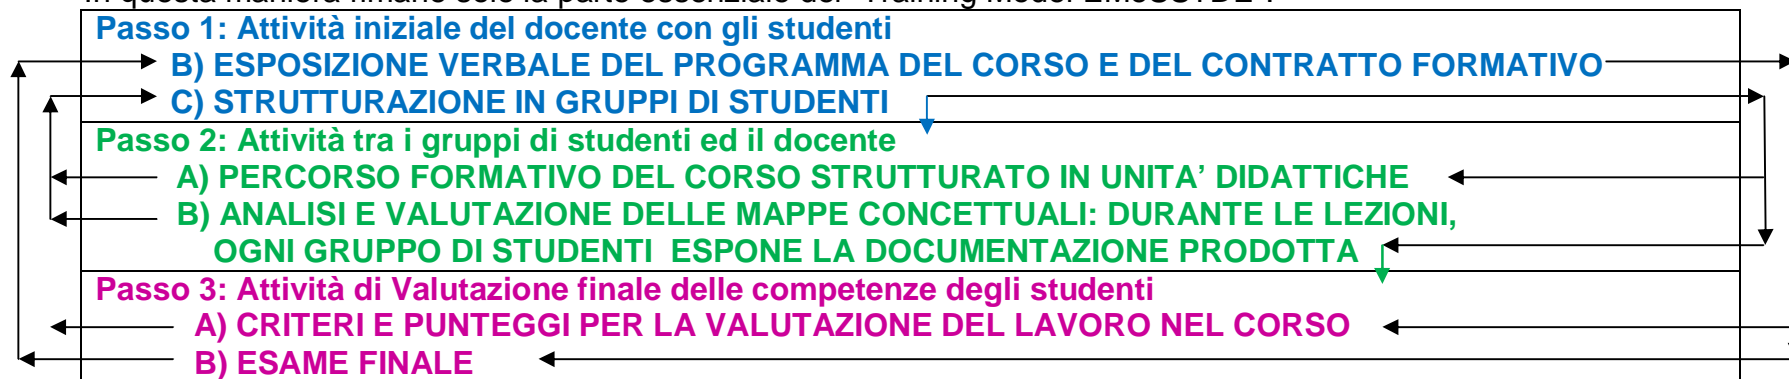 Passo 1: Attività iniziale del docente con gli studenti
B) ESPOSIZIONE VERBALE DEL PROGRAMMA DEL CORSO E DEL CONTRATTO FORMATIVO
C) STRUTTURAZIONE IN GRUPPI DI STUDENTI
Passo 2: Attività tra i gruppi di studenti ed il docente
A) PERCORSO FORMATIVO DEL CORSO STRUTTURATO IN UNITA’ DIDATTICHE
B) ANALISI E VALUTAZIONE DELLE MAPPE CONCETTUALI: DURANTE LE LEZIONI,
OGNI GRUPPO DI STUDENTI ESPONE LA DOCUMENTAZIONE PRODOTTA
Passo 3: Attività di Valutazione finale delle competenze degli studenti
A) CRITERI E PUNTEGGI PER LA VALUTAZIONE DEL LAVORO NEL CORSO
B) ESAME FINALE